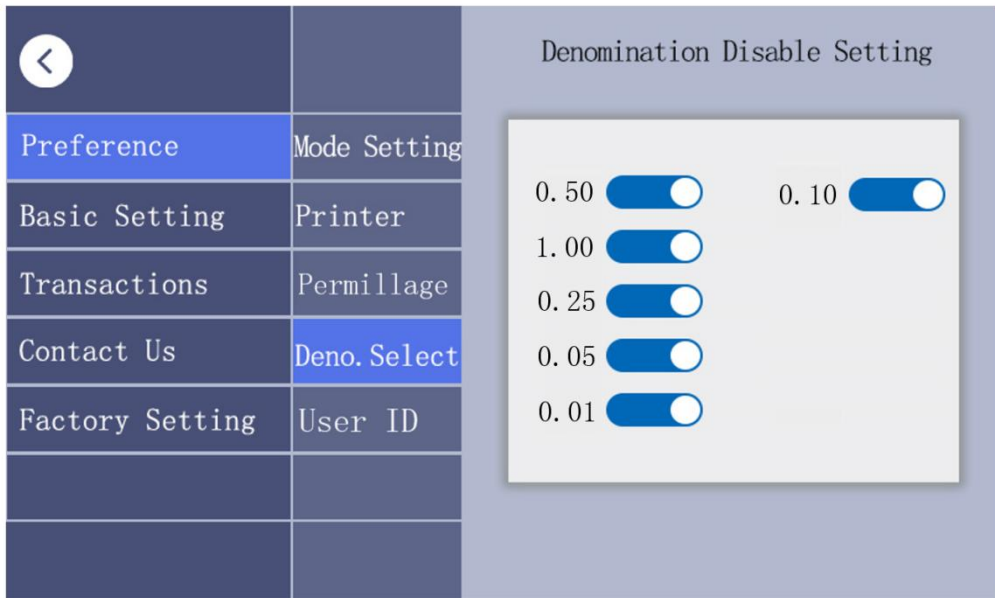 Denomination Disable Setting
Preference
Basic Setting
Transactions
Contact Us
Factory Setting
Mode Setting
Printer
Permillage
Deno.Select
User ID
0.50
1.00
0.25
0.05
0.01
0.10